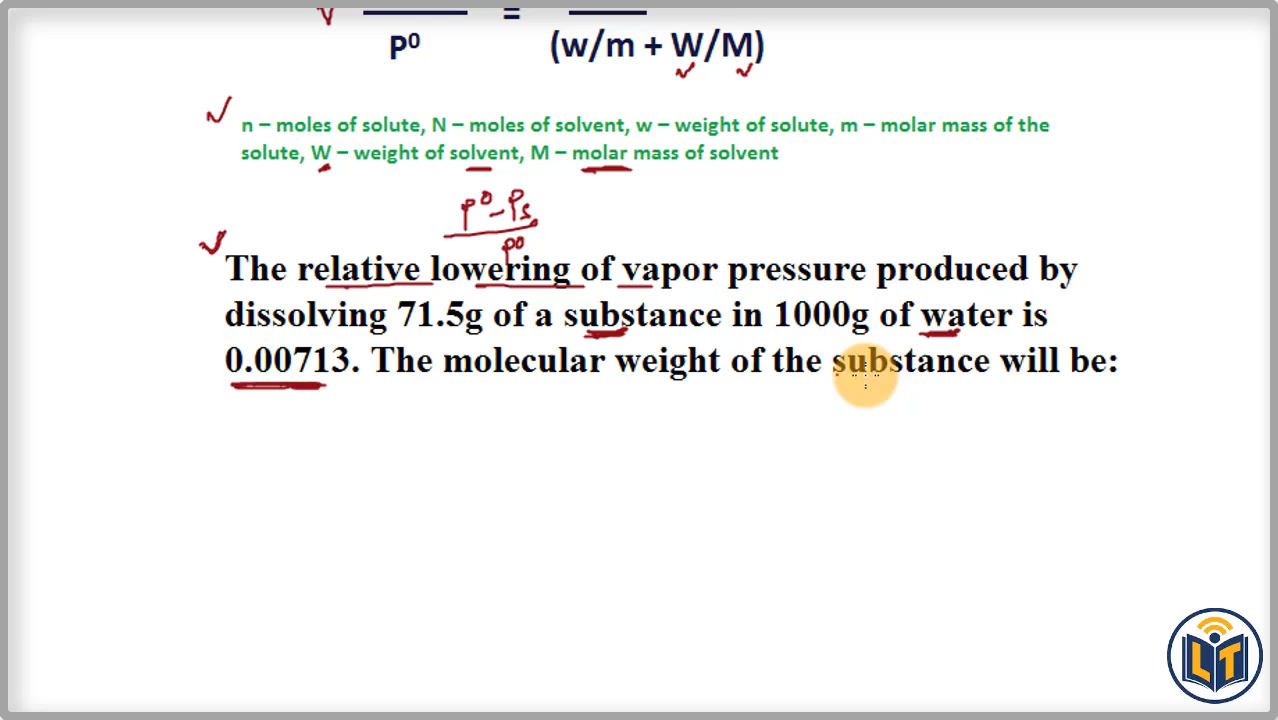 =
P⁰ (w/m + W/M)
n – moles of solute, N – moles of solvent, w – weight of solute, m – molar mass of the
solute, W – weight of solvent, M – molar mass of solvent
P⁰ – Ps
P⁰
The relative lowering of vapor pressure produced by
dissolving 71.5g of a substance in 1000g of water is
0.00713. The molecular weight of the substance will be:
LT